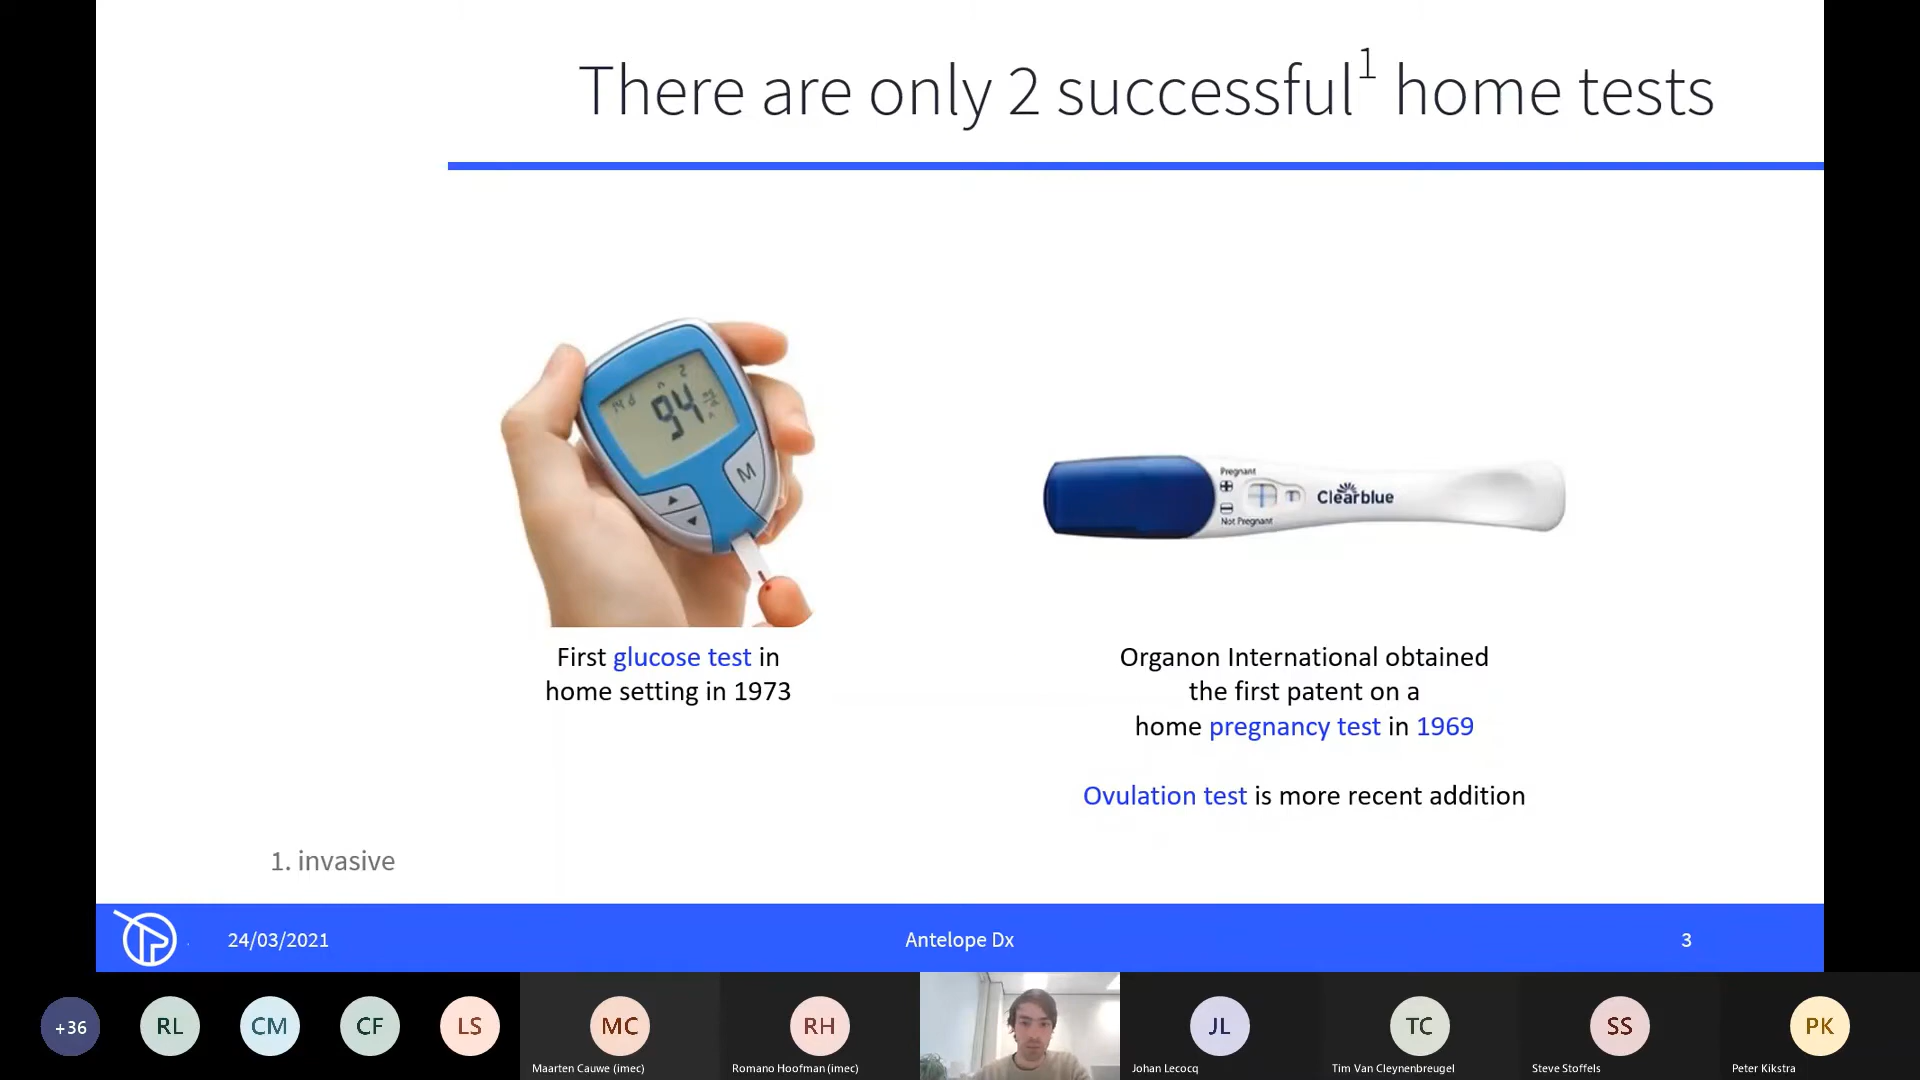 There are only 2 successful¹ home tests
94
M
Pregnant
Not Pregnant
Clearblue
First glucose test in
home setting in 1973
Organon International obtained
the first patent on a
home pregnancy test in 1969
Ovulation test is more recent addition
1. invasive
24/03/2021
Antelope Dx
3
+36
RL
CM
CF
LS
MC
RH
JL
TC
SS
PK
Maarten Cauwe (imec)
Romano Hoofman (imec)
Johan Lecocq
Tim Van Cleynenbreugel
Steve Stoffels
Peter Kikstra